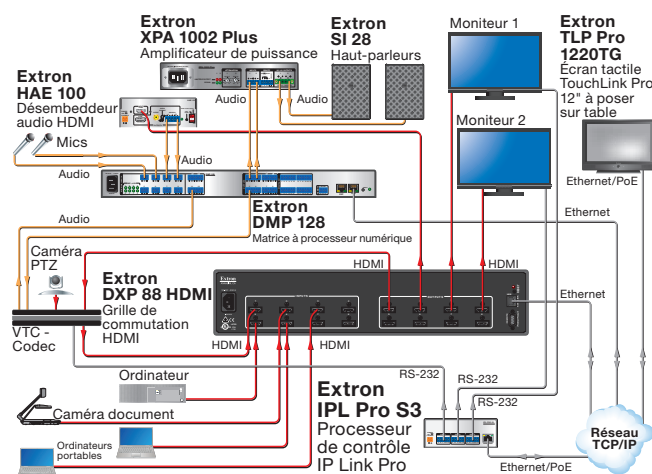 Extron
XPA 1002 Plus
Amplificateur de puissance
Extron
SI 28
Haut-parleurs
Moniteur 1
Extron
TLP Pro
1220TG
Écran tactile
TouchLink Pro
12" à poser
sur table
Extron
HAE 100
Désembeddeur
audio HDMI
Audio
Audio
Moniteur 2
Mics
Audio
Audio
Ethernet/PoE
Audio
Extron
DMP 128
Matrice à processeur numérique
Ethernet
Caméra
PTZ
HDMI
HDMI
Extron
DXP 88 HDMI
Grille de
commutation
HDMI
Extron
Ethernet
VTC -
Codec
HDMI
HDMI
Ordinateur
RS-232
RS-232
RS-232
Caméra document
Extron
IPL Pro S3
Processeur
de contrôle
IP Link Pro
Ordinateurs
portables
Réseau
TCP/IP
Ethernet/PoE